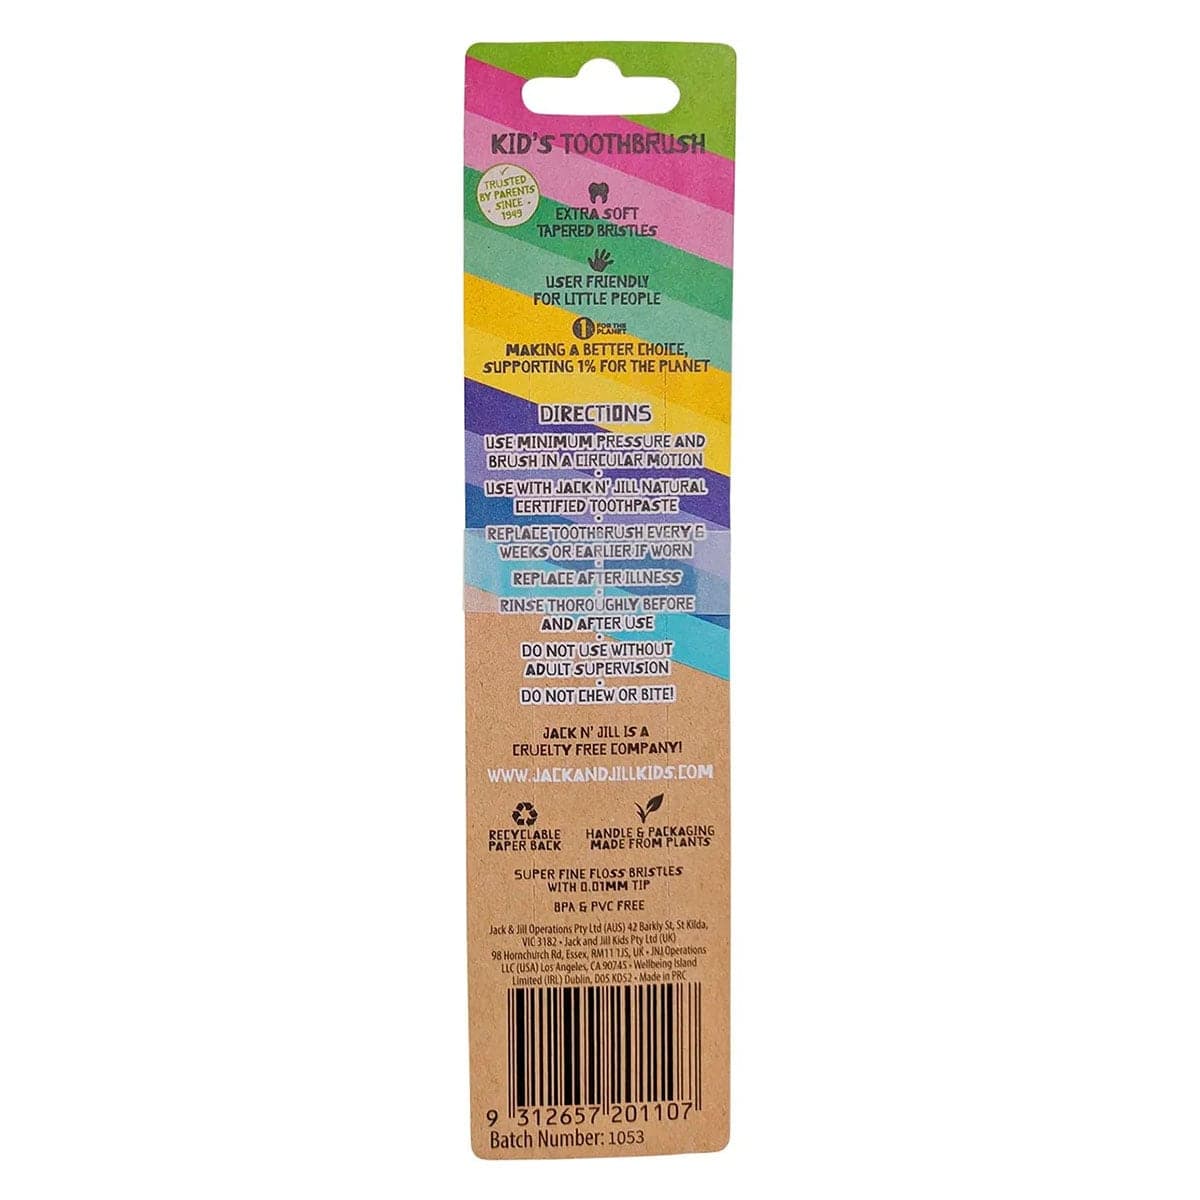 KID'S TOOTHBRUSH
TRUSTED
BY PARENTS
SINCE
1949
EXTRA SOFT
TAPERED BRISTLES
USER FRIENDLY
FOR LITTLE PEOPLE
1% FOR THE
PLANET
MAKING A BETTER CHOICE,
SUPPORTING 1% FOR THE PLANET
DIRECTIONS
USE MINIMUM PRESSURE AND
BRUSH IN A CIRCULAR MOTION
•
USE WITH JACK N' JILL NATURAL
CERTIFIED TOOTHPASTE
•
REPLACE TOOTHBRUSH EVERY 6
WEEKS OR EARLIER IF WORN
•
REPLACE AFTER ILLNESS
•
RINSE THOROUGHLY BEFORE
AND AFTER USE
•
DO NOT USE WITHOUT
ADULT SUPERVISION
•
DO NOT CHEW OR BITE!
JACK N' JILL IS A
CRUELTY FREE COMPANY!
WWW.JACKANDJILLKIDS.COM
RECYCLABLE
PAPER BACK
HANDLE & PACKAGING
MADE FROM PLANTS
SUPER FINE FLOSS BRISTLES
WITH 0.01MM TIP
BPA & PVC FREE
Jack & Jill Operations Pty Ltd (AUS) 42 Barkly St, St Kilda,
VIC 3182 • Jack and Jill Kids Pty Ltd (UK)
98 Hornchurch Rd, Essex, RM11 1JS, UK • JNJ Operations
LLC (USA) Los Angeles, CA 90745 • Wellbeing Island
Limited (IRL) Dublin, D05 KD52 • Made in PRC
9 312657 201107
Batch Number: 1053